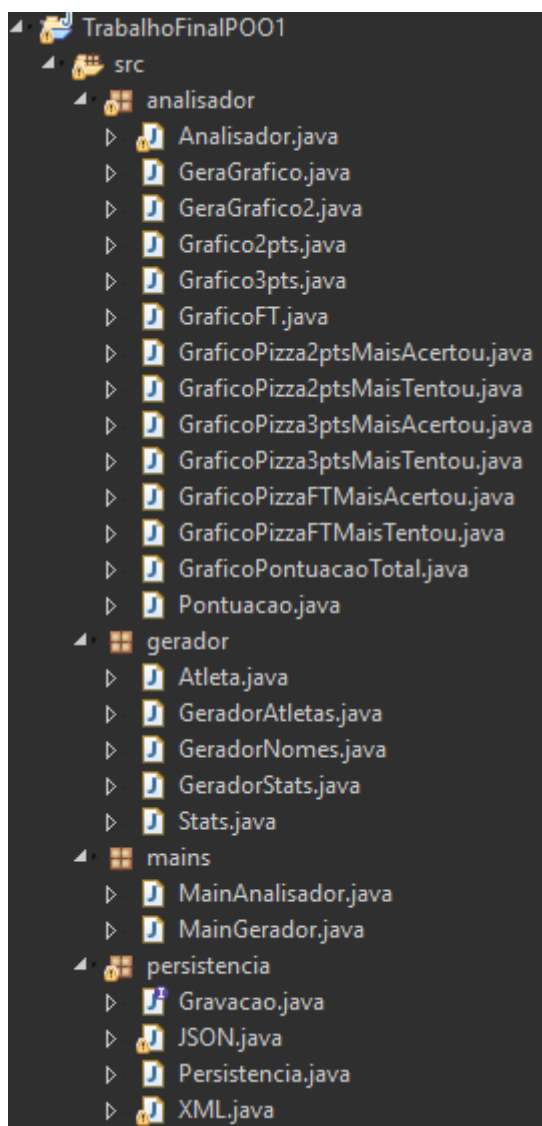 TrabalhoFinalPOO1
src
analisador
Analisador.java
GeraGrafico.java
GeraGrafico2.java
Grafico2pts.java
Grafico3pts.java
GraficoFT.java
GraficoPizza2ptsMaisAcertou.java
GraficoPizza2ptsMaisTentou.java
GraficoPizza3ptsMaisAcertou.java
GraficoPizza3ptsMaisTentou.java
GraficoPizzaFTMaisAcertou.java
GraficoPizzaFTMaisTentou.java
GraficoPontuacaoTotal.java
Pontuacao.java
gerador
Atleta.java
GeradorAtletas.java
GeradorNomes.java
GeradorStats.java
Stats.java
mains
MainAnalisador.java
MainGerador.java
persistencia
Gravacao.java
JSON.java
Persistencia.java
XML.java